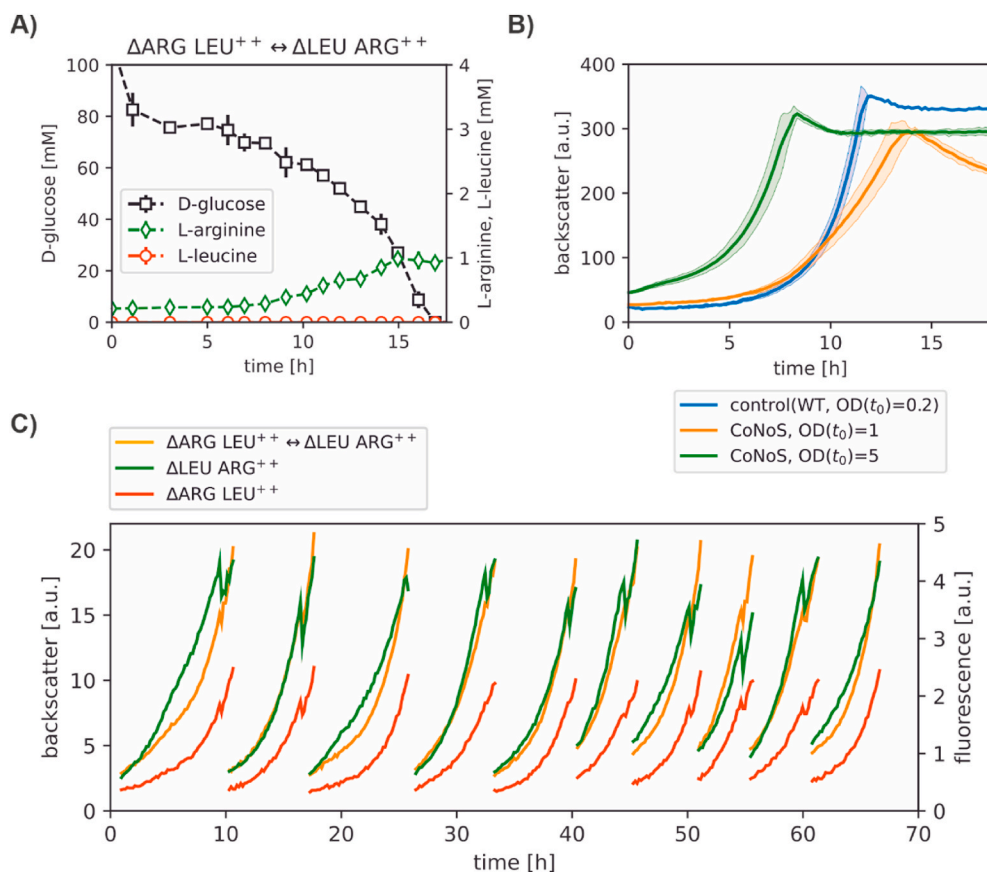 A)
ΔARG LEU⁺⁺ ↔ ΔLEU ARG⁺⁺
100
80
60
40
20
0
D-glucose [mM]
4
3
2
1
0
L-arginine, L-leucine [mM]
D-glucose
L-arginine
L-leucine
0
5
10
15
time [h]
B)
400
300
200
100
0
backscatter [a.u.]
0
5
10
15
time [h]
control(WT, OD(t₀)=0.2)
CoNoS, OD(t₀)=1
CoNoS, OD(t₀)=5
C)
ΔARG LEU⁺⁺ ↔ ΔLEU ARG⁺⁺
ΔLEU ARG⁺⁺
ΔARG LEU⁺⁺
20
15
10
5
0
backscatter [a.u.]
5
4
3
2
1
0
fluorescence [a.u.]
0
10
20
30
40
50
60
70
time [h]